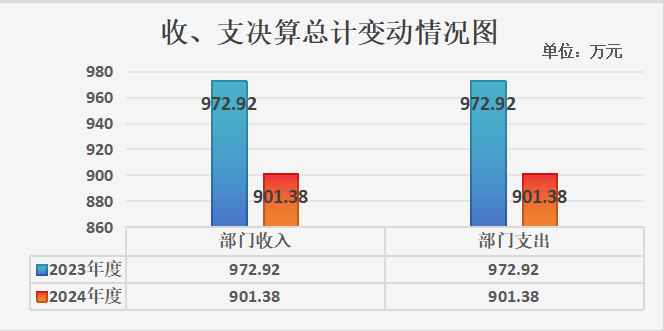 收、支决算总计变动情况图
单位：万元
980
960
940
920
900
880
860
972.92
901.38
972.92
901.38
部门收入 部门支出
2023年度 972.92 972.92
2024年度 901.38 901.38